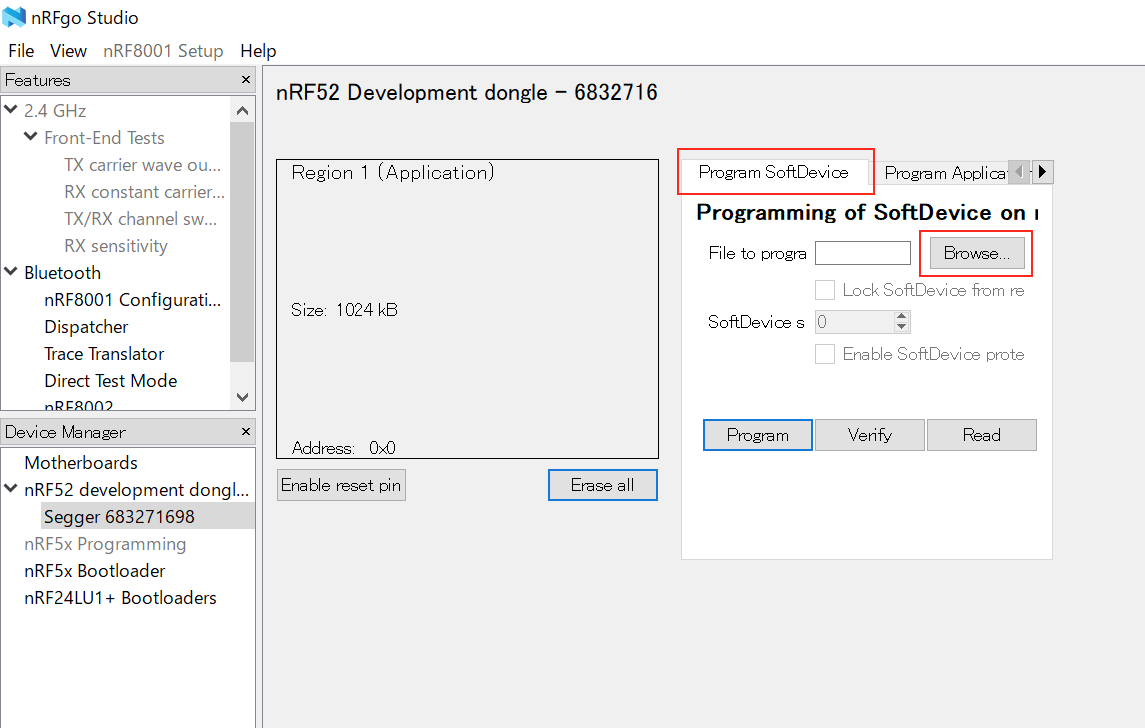 nRFgo Studio
File View nRF8001 Setup Help
Features ×
2.4 GHz
Front-End Tests
TX carrier wave ou...
RX constant carrier...
TX/RX channel sw...
RX sensitivity
Bluetooth
nRF8001 Configurati...
Dispatcher
Trace Translator
Direct Test Mode
nRF8002
Device Manager ×
Motherboards
nRF52 development dongl...
Segger 683271698
nRF5x Programming
nRF5x Bootloader
nRF24LU1+ Bootloaders
nRF52 Development dongle - 6832716
Region 1 (Application)
Size: 1024 kB
Address: 0x0
Enable reset pin Erase all
Program SoftDevice Program Applica
Programming of SoftDevice on
File to progra Browse...
Lock SoftDevice from re
SoftDevice s 0
Enable SoftDevice prote
Program Verify Read